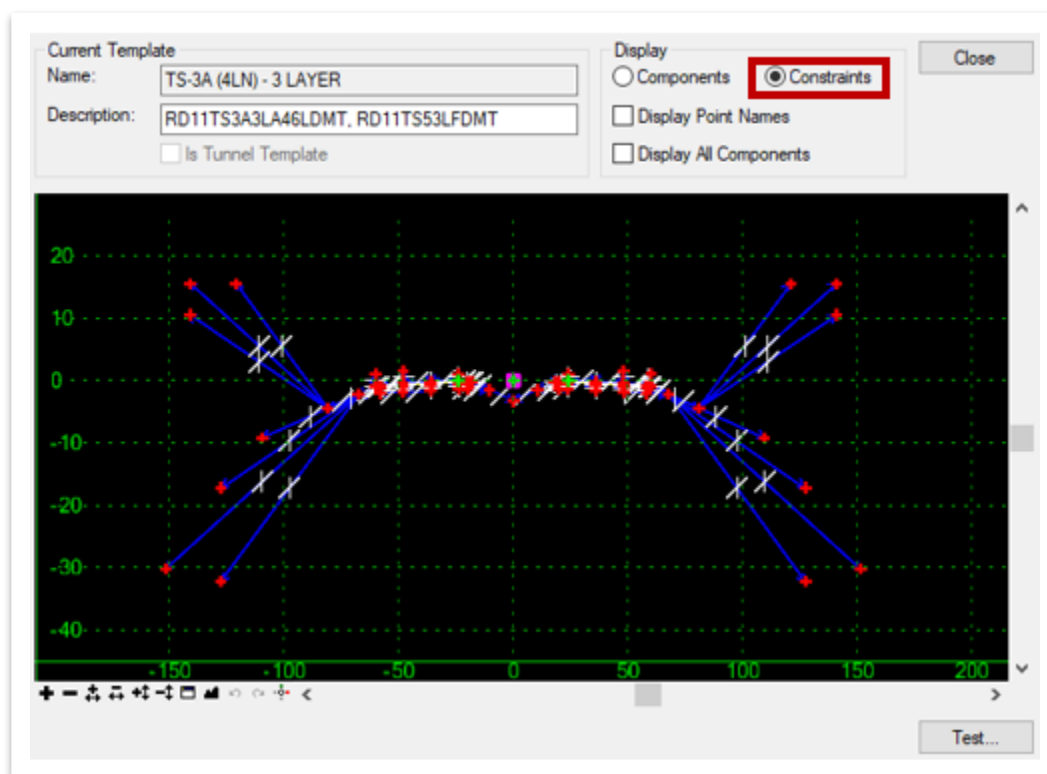 Current Template
Name:
TS-3A (4LN) - 3 LAYER
Description:
RD11TS3A3LA46LDMT, RD11TS53LFDMT
Is Tunnel Template
Display
Components
Constraints
Display Point Names
Display All Components
Close
20
10
0
-10
-20
-30
-40
-150
-100
-50
0
50
100
150
200
Test...